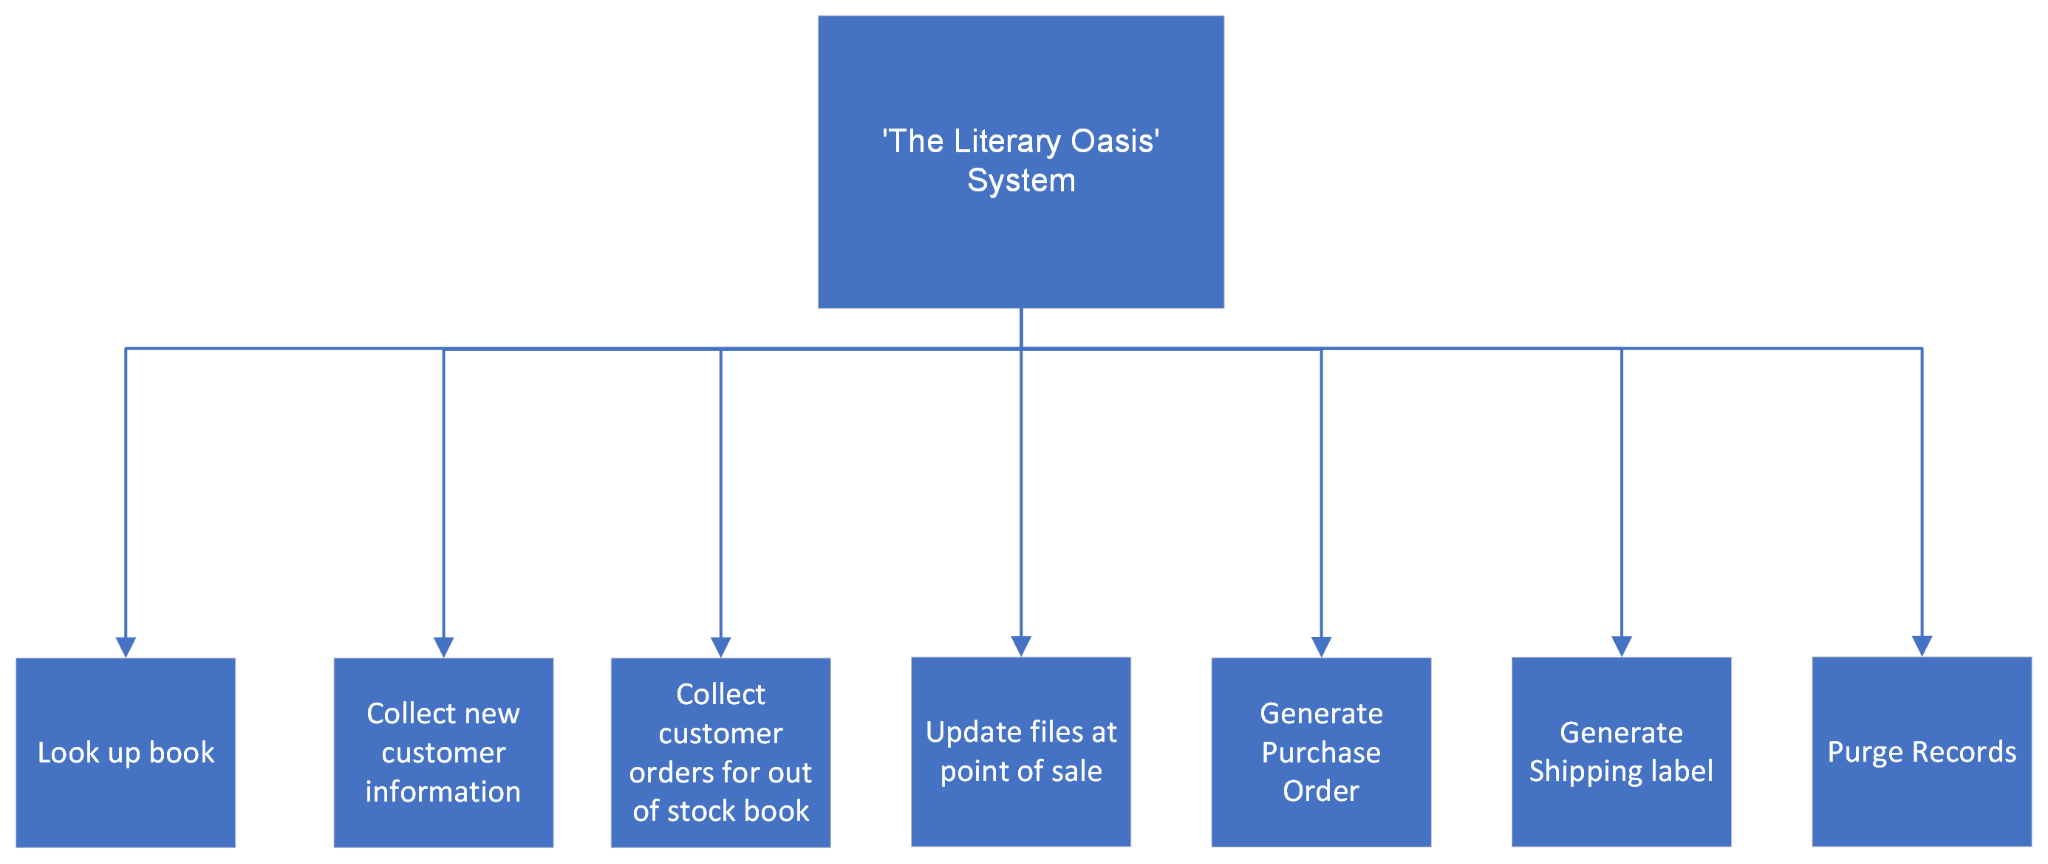 'The Literary Oasis'
System
Look up book
Collect new
customer
information
Collect
customer
orders for out
of stock book
Update files at
point of sale
Generate
Purchase
Order
Generate
Shipping label
Purge Records